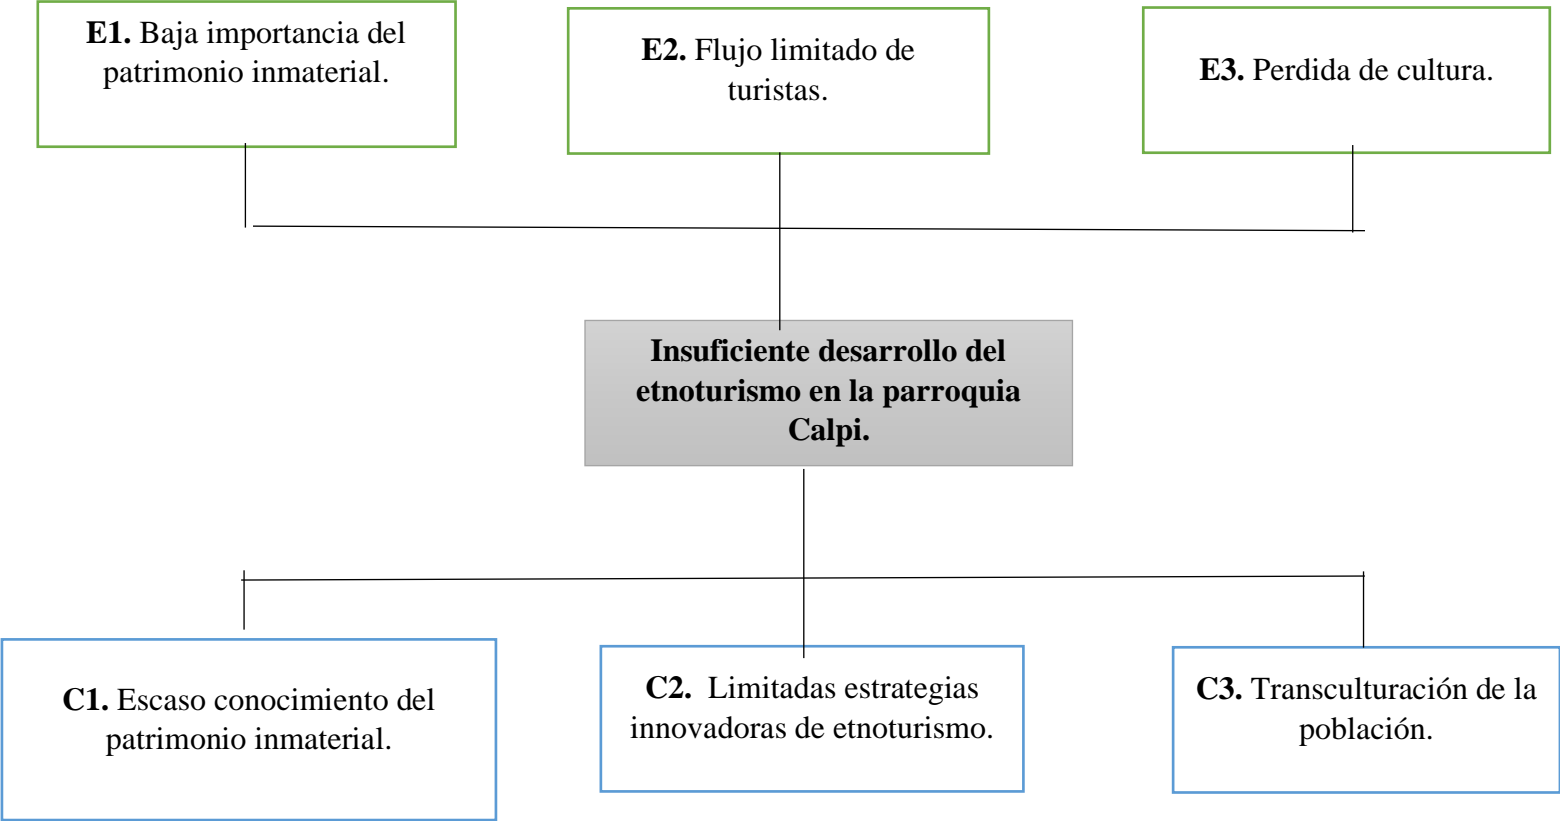 E1. Baja importancia del
patrimonio inmaterial.
E2. Flujo limitado de
turistas.
E3. Perdida de cultura.
Insuficiente desarrollo del
etnoturismo en la parroquia
Calpi.
C1. Escaso conocimiento del
patrimonio inmaterial.
C2. Limitadas estrategias
innovadoras de etnoturismo.
C3. Transculturación de la
población.